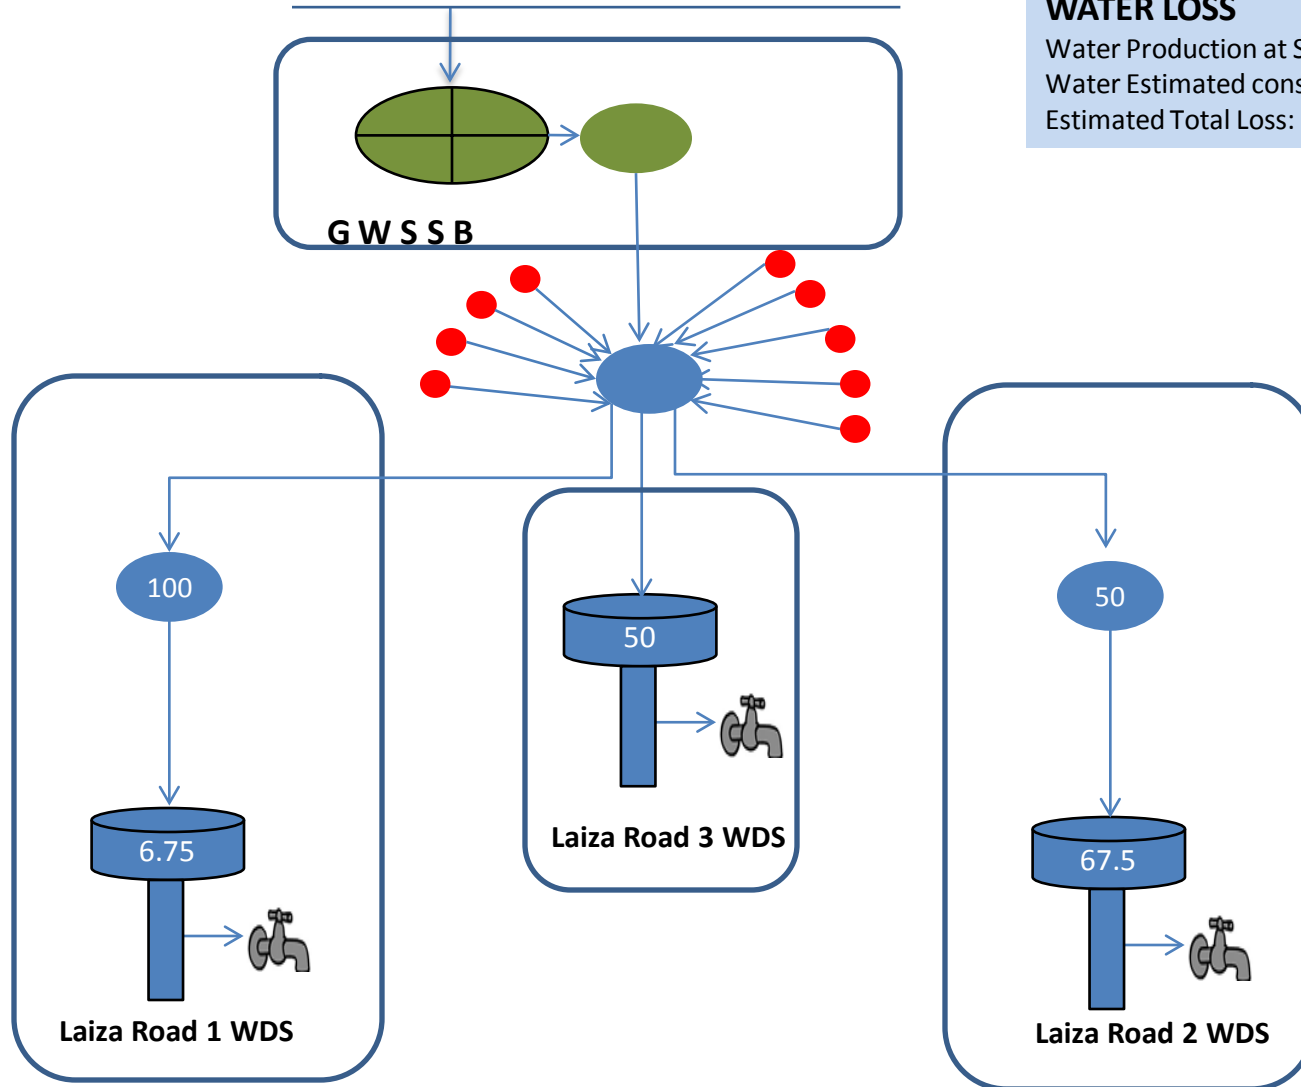 WATER LOSS
Water Production at
Water Estimated
Estimated Total Loss:
G W S S B
100
50
50
6.75
67.5
Laiza Road 3 WDS
Laiza Road 1 WDS
Laiza Road 2 WDS